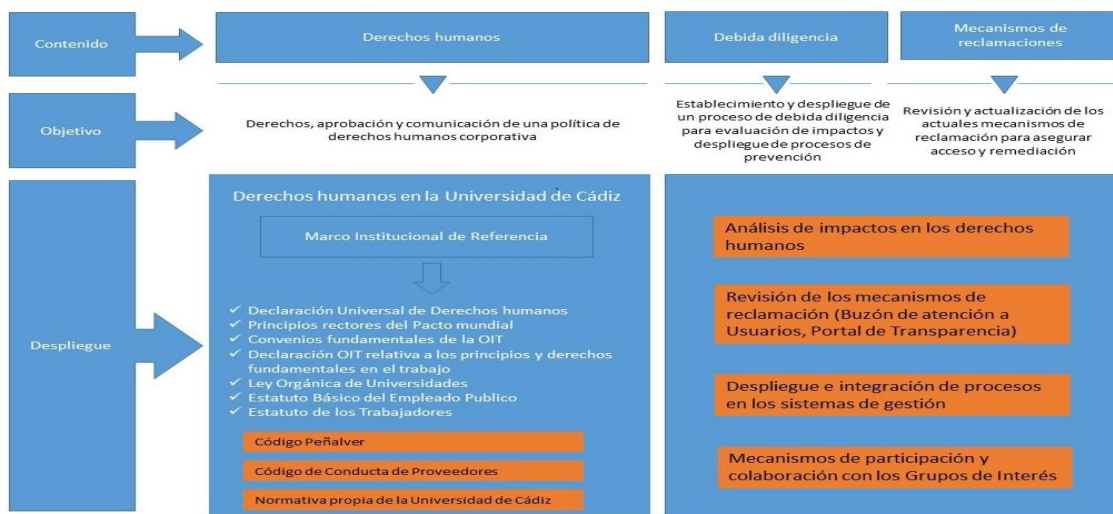 Contenido
Derechos humanos
Debida diligencia
Mecanismos de
reclamaciones
Objetivo
Derechos, aprobación y comunicación de una política de
derechos humanos corporativa
Establecimiento y despliegue de
un proceso de debida diligencia
para evaluación de impactos y
despliegue de procesos de
prevención
Revisión y actualización de los
actuales mecanismos de
reclamación para asegurar
acceso y remediación
Despliegue
Derechos humanos en la Universidad de Cádiz
Marco Institucional de Referencia
✓ Declaración Universal de Derechos humanos
✓ Principios rectores del Pacto mundial
✓ Convenios fundamentales de la OIT
✓ Declaración OIT relativa a los principios y derechos
fundamentales en el trabajo
✓ Ley Orgánica de Universidades
✓ Estatuto Básico del Empleado Publico
✓ Estatuto de los Trabajadores
Código Peñalver
Código de Conducta de Proveedores
Normativa propia de la Universidad de Cádiz
Análisis de impactos en los derechos
humanos
Revisión de los mecanismos de
reclamación (Buzón de atención a
Usuarios, Portal de Transparencia)
Despliegue e integración de procesos
en los sistemas de gestión
Mecanismos de participación y
colaboración con los Grupos de Interés